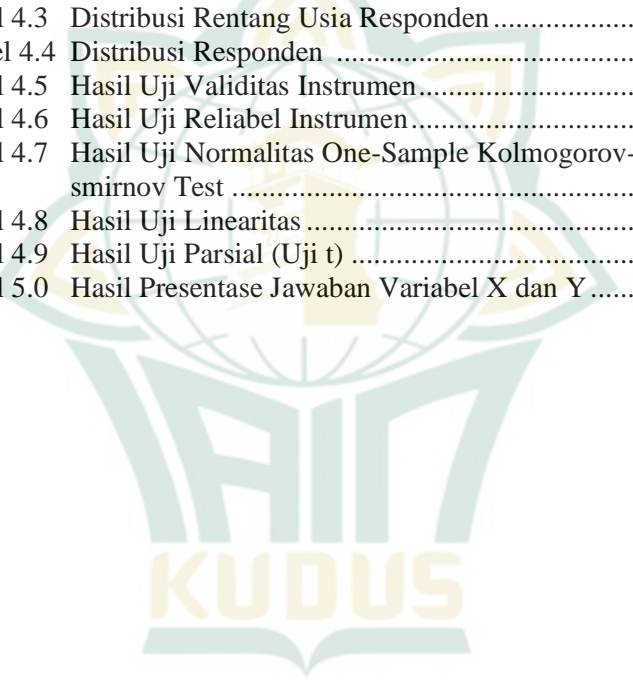 l 4.3 Distribusi Rentang Usia Responden ...................
el 4.4 Distribusi Responden ......................................
l 4.5 Hasil Uji Validitas Instrumen ..............................
l 4.6 Hasil Uji Reliabel Instrumen ...............................
l 4.7 Hasil Uji Normalitas One-Sample Kolmogorov-
smirnov Test ......................................................
l 4.8 Hasil Uji Linearitas ...........................................
l 4.9 Hasil Uji Parsial (Uji t) .....................................
l 5.0 Hasil Presentase Jawaban Variabel X dan Y ......
IAIN
KUDUS